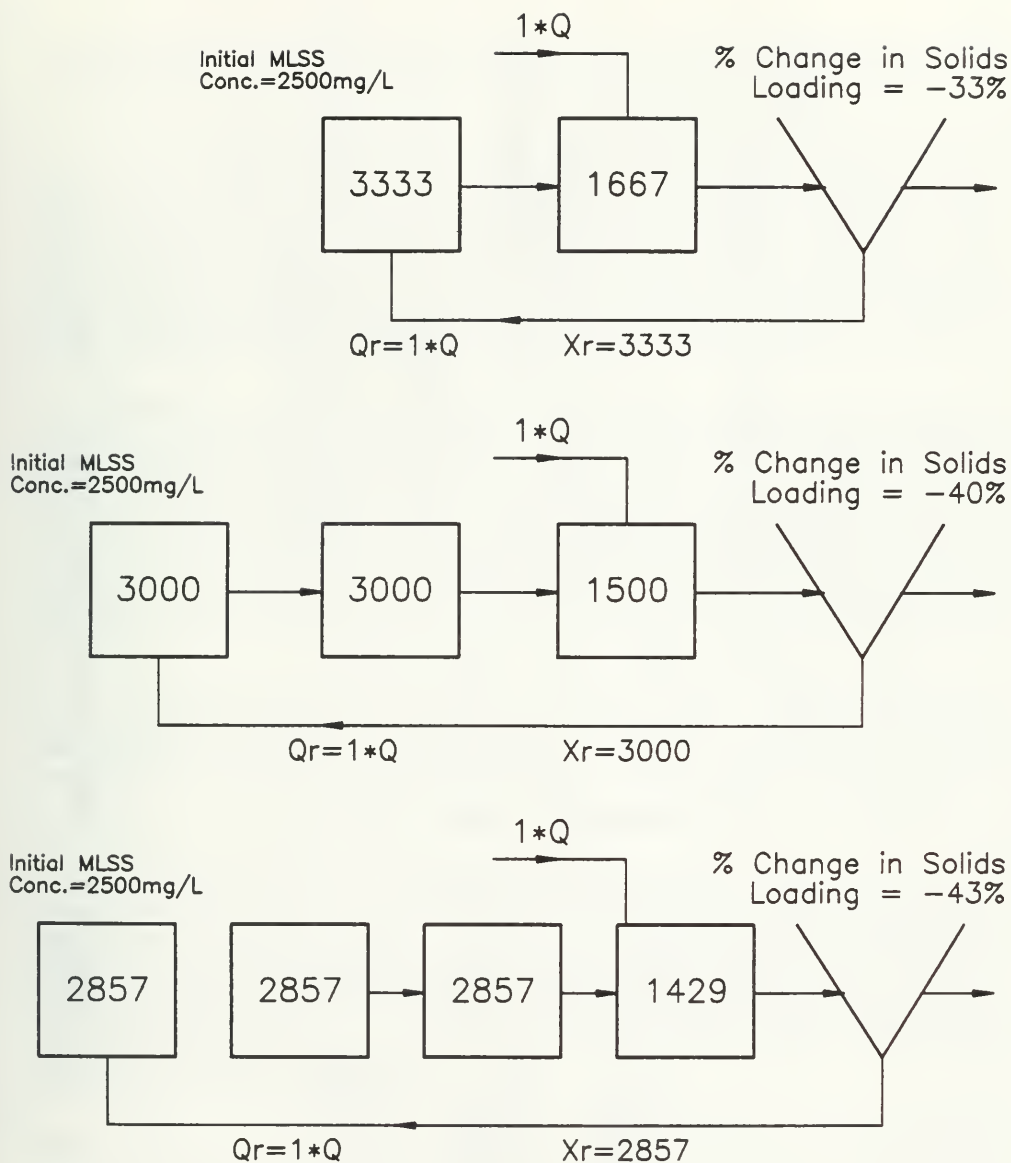 1*Q
Initial MLSS
Conc.=2500mg/L
% Change in Solids
Loading = -33%
3333
1667
Qr=1*Q
Xr=3333
1*Q
Initial MLSS
Conc.=2500mg/L
% Change in Solids
Loading = -40%
3000
3000
1500
Qr=1*Q
Xr=3000
1*Q
Initial MLSS
Conc.=2500mg/L
% Change in Solids
Loading = -43%
2857
2857
2857
1429
Qr=1*Q
Xr=2857